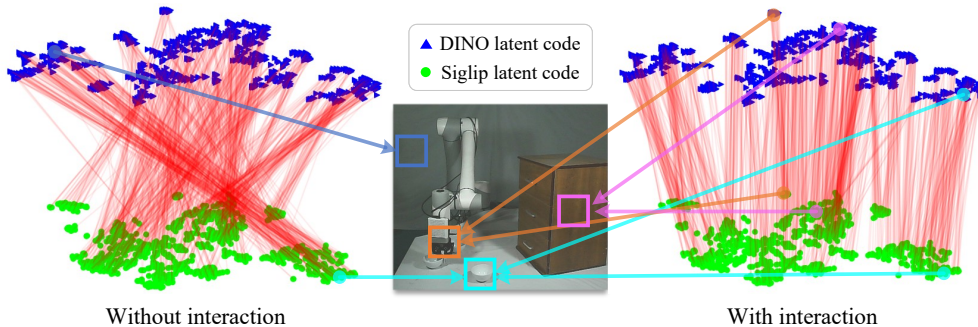 DINO latent code
Siglip latent code
Without interaction
With interaction